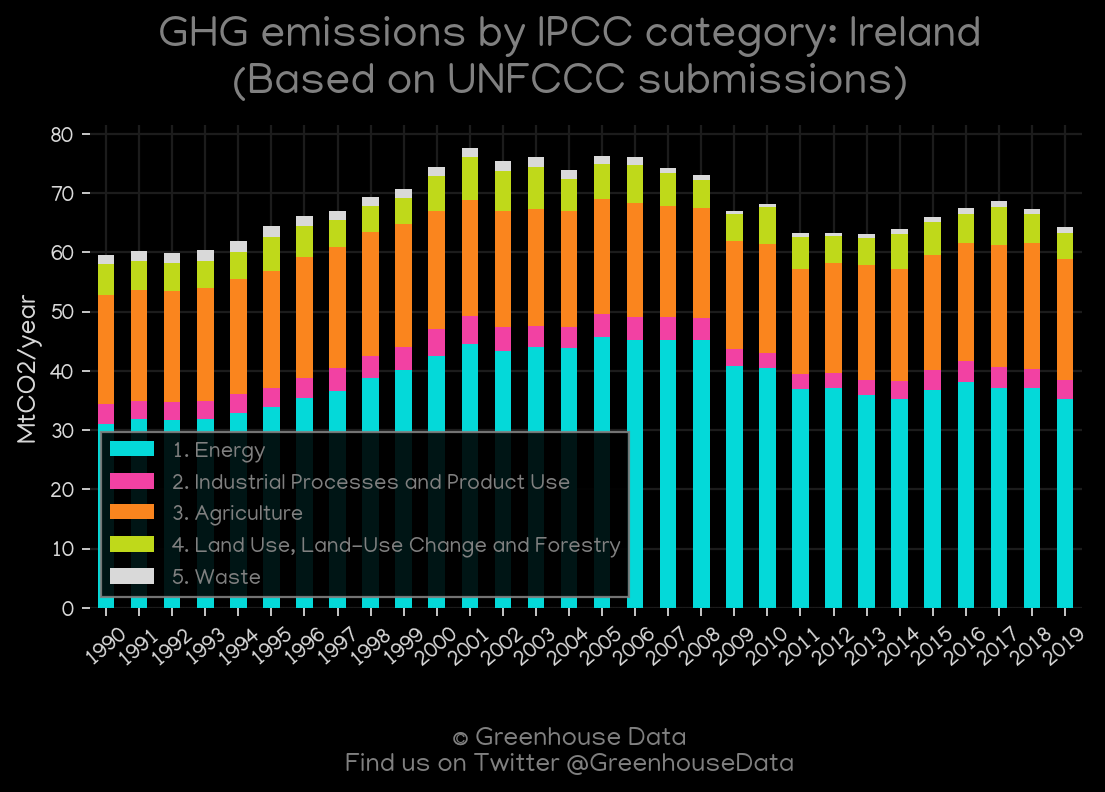 GHG emissions by IPCC category: Ireland
(Based on UNFCCC submissions)
MtCO2/year
80
70
60
50
40
30
20
10
0
1. Energy
2. Industrial Processes and Product Use
3. Agriculture
4. Land Use, Land-Use Change and Forestry
5. Waste
1990 1991 1992 1993 1994 1995 1996 1997 1998 1999 2000 2001 2002 2003 2004 2005 2006 2007 2008 2009 2010 2011 2012 2013 2014 2015 2016 2017 2018 2019
© Greenhouse Data
Find us on Twitter @GreenhouseData